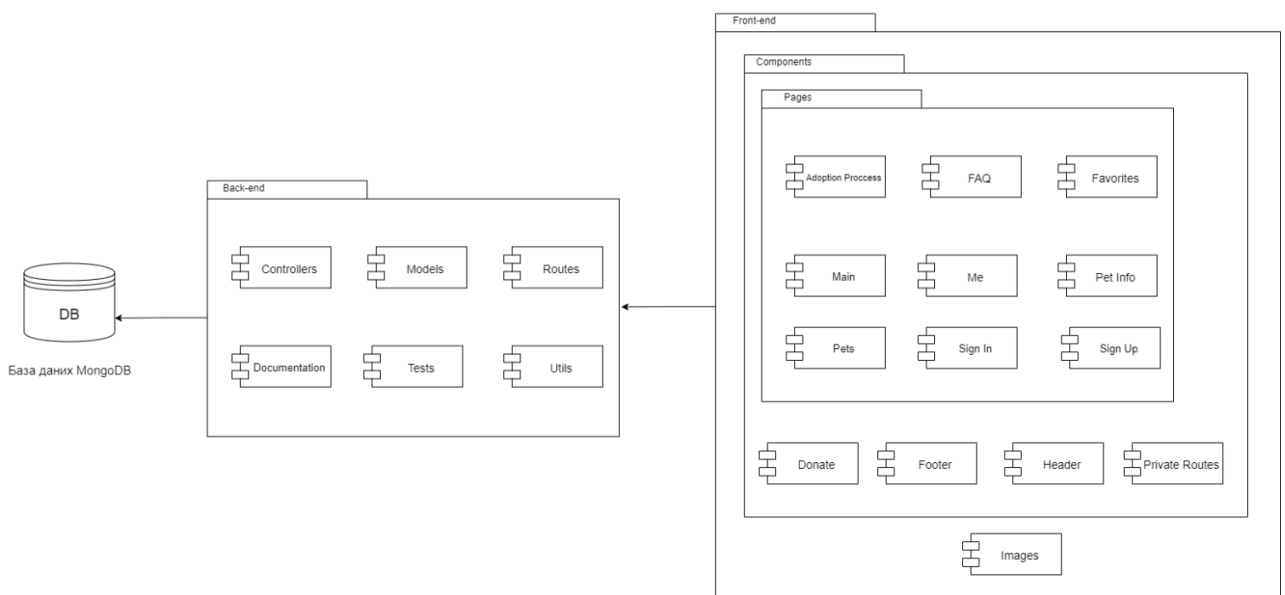 Front-end
Components
Pages
Adoption Proccess
FAQ
Favorites
Main
Me
Pet Info
Pets
Sign In
Sign Up
Donate
Footer
Header
Private Routes
Images
Back-end
Controllers
Models
Routes
Documentation
Tests
Utils
DB
База даних MongoDB